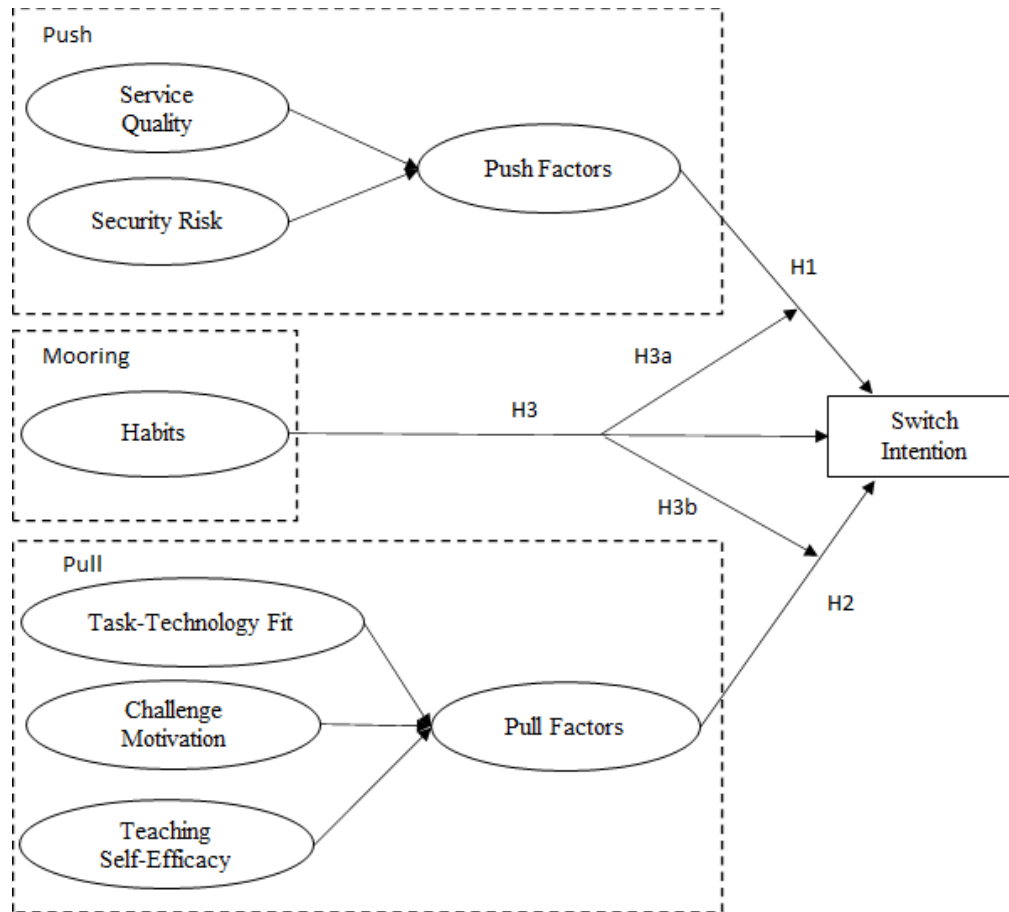 Push
Service
Quality
Push Factors
Security Risk
H1
Mooring
H3a
Habits
H3
Switch
Intention
H3b
Pull
Task-Technology Fit
H2
Challenge
Motivation
Pull Factors
Teaching
Self-Efficacy